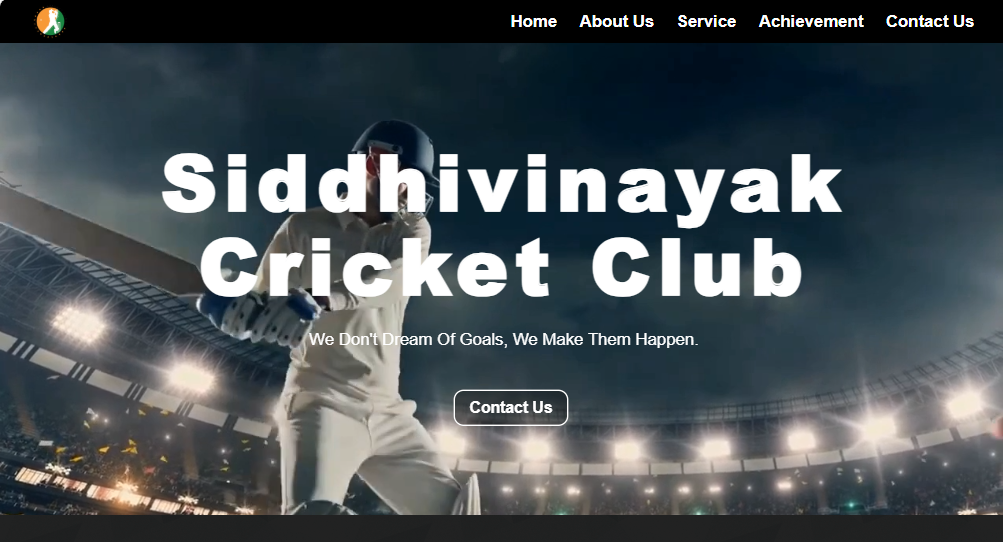 Home About Us Service Achievement Contact Us
Siddhivinayak
Cricket Club
We Don't Dream Of Goals, We Make Them Happen.
Contact Us